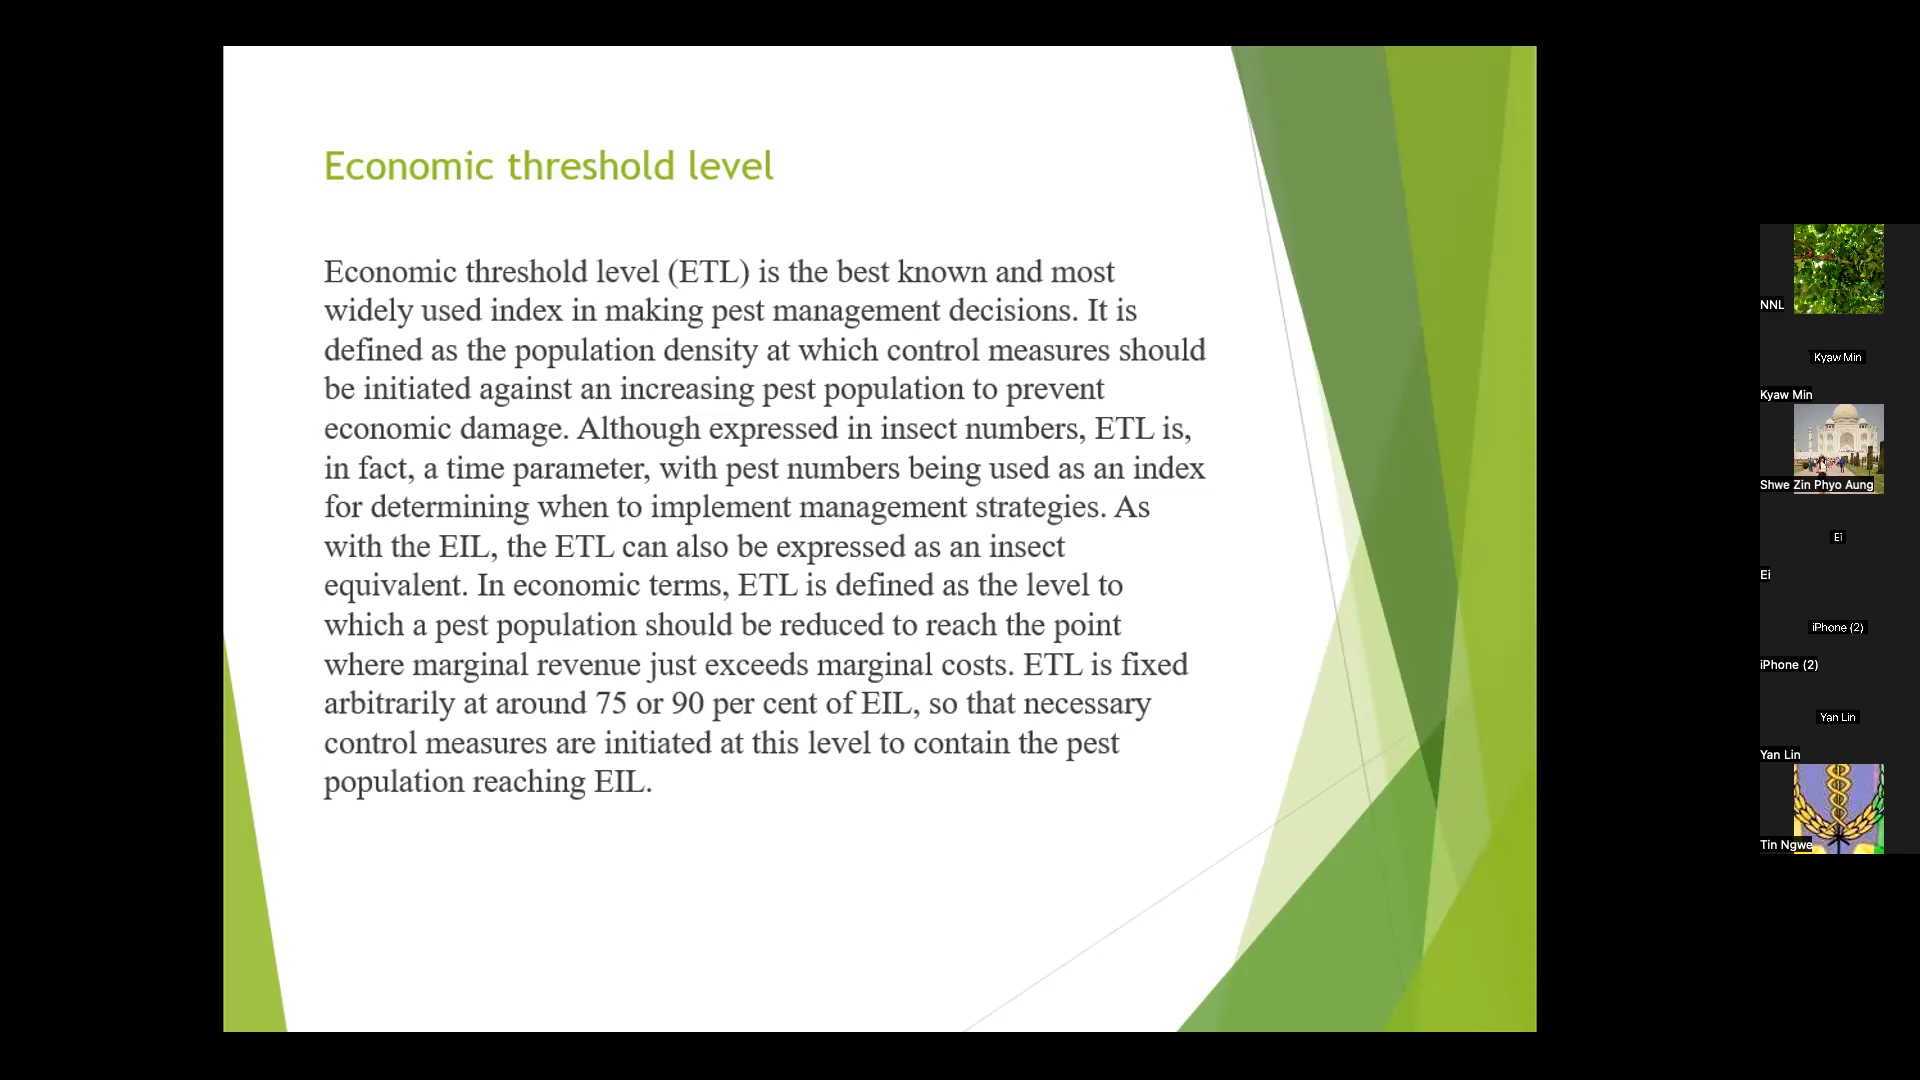 Economic threshold level
Economic threshold level (ETL) is the best known and most
widely used index in making pest management decisions. It is
defined as the population density at which control measures should
be initiated against an increasing pest population to prevent
economic damage. Although expressed in insect numbers, ETL is,
in fact, a time parameter, with pest numbers being used as an index
for determining when to implement management strategies. As
with the EIL, the ETL can also be expressed as an insect
equivalent. In economic terms, ETL is defined as the level to
which a pest population should be reduced to reach the point
where marginal revenue just exceeds marginal costs. ETL is fixed
arbitrarily at around 75 or 90 per cent of EIL, so that necessary
control measures are initiated at this level to contain the pest
population reaching EIL.
NNL
Kyaw Min
Kyaw Min
Shwe Zin Phyo Aung
Ei
Ei
iPhone (2)
iPhone (2)
Yan Lin
Yan Lin
Tin Ngwe